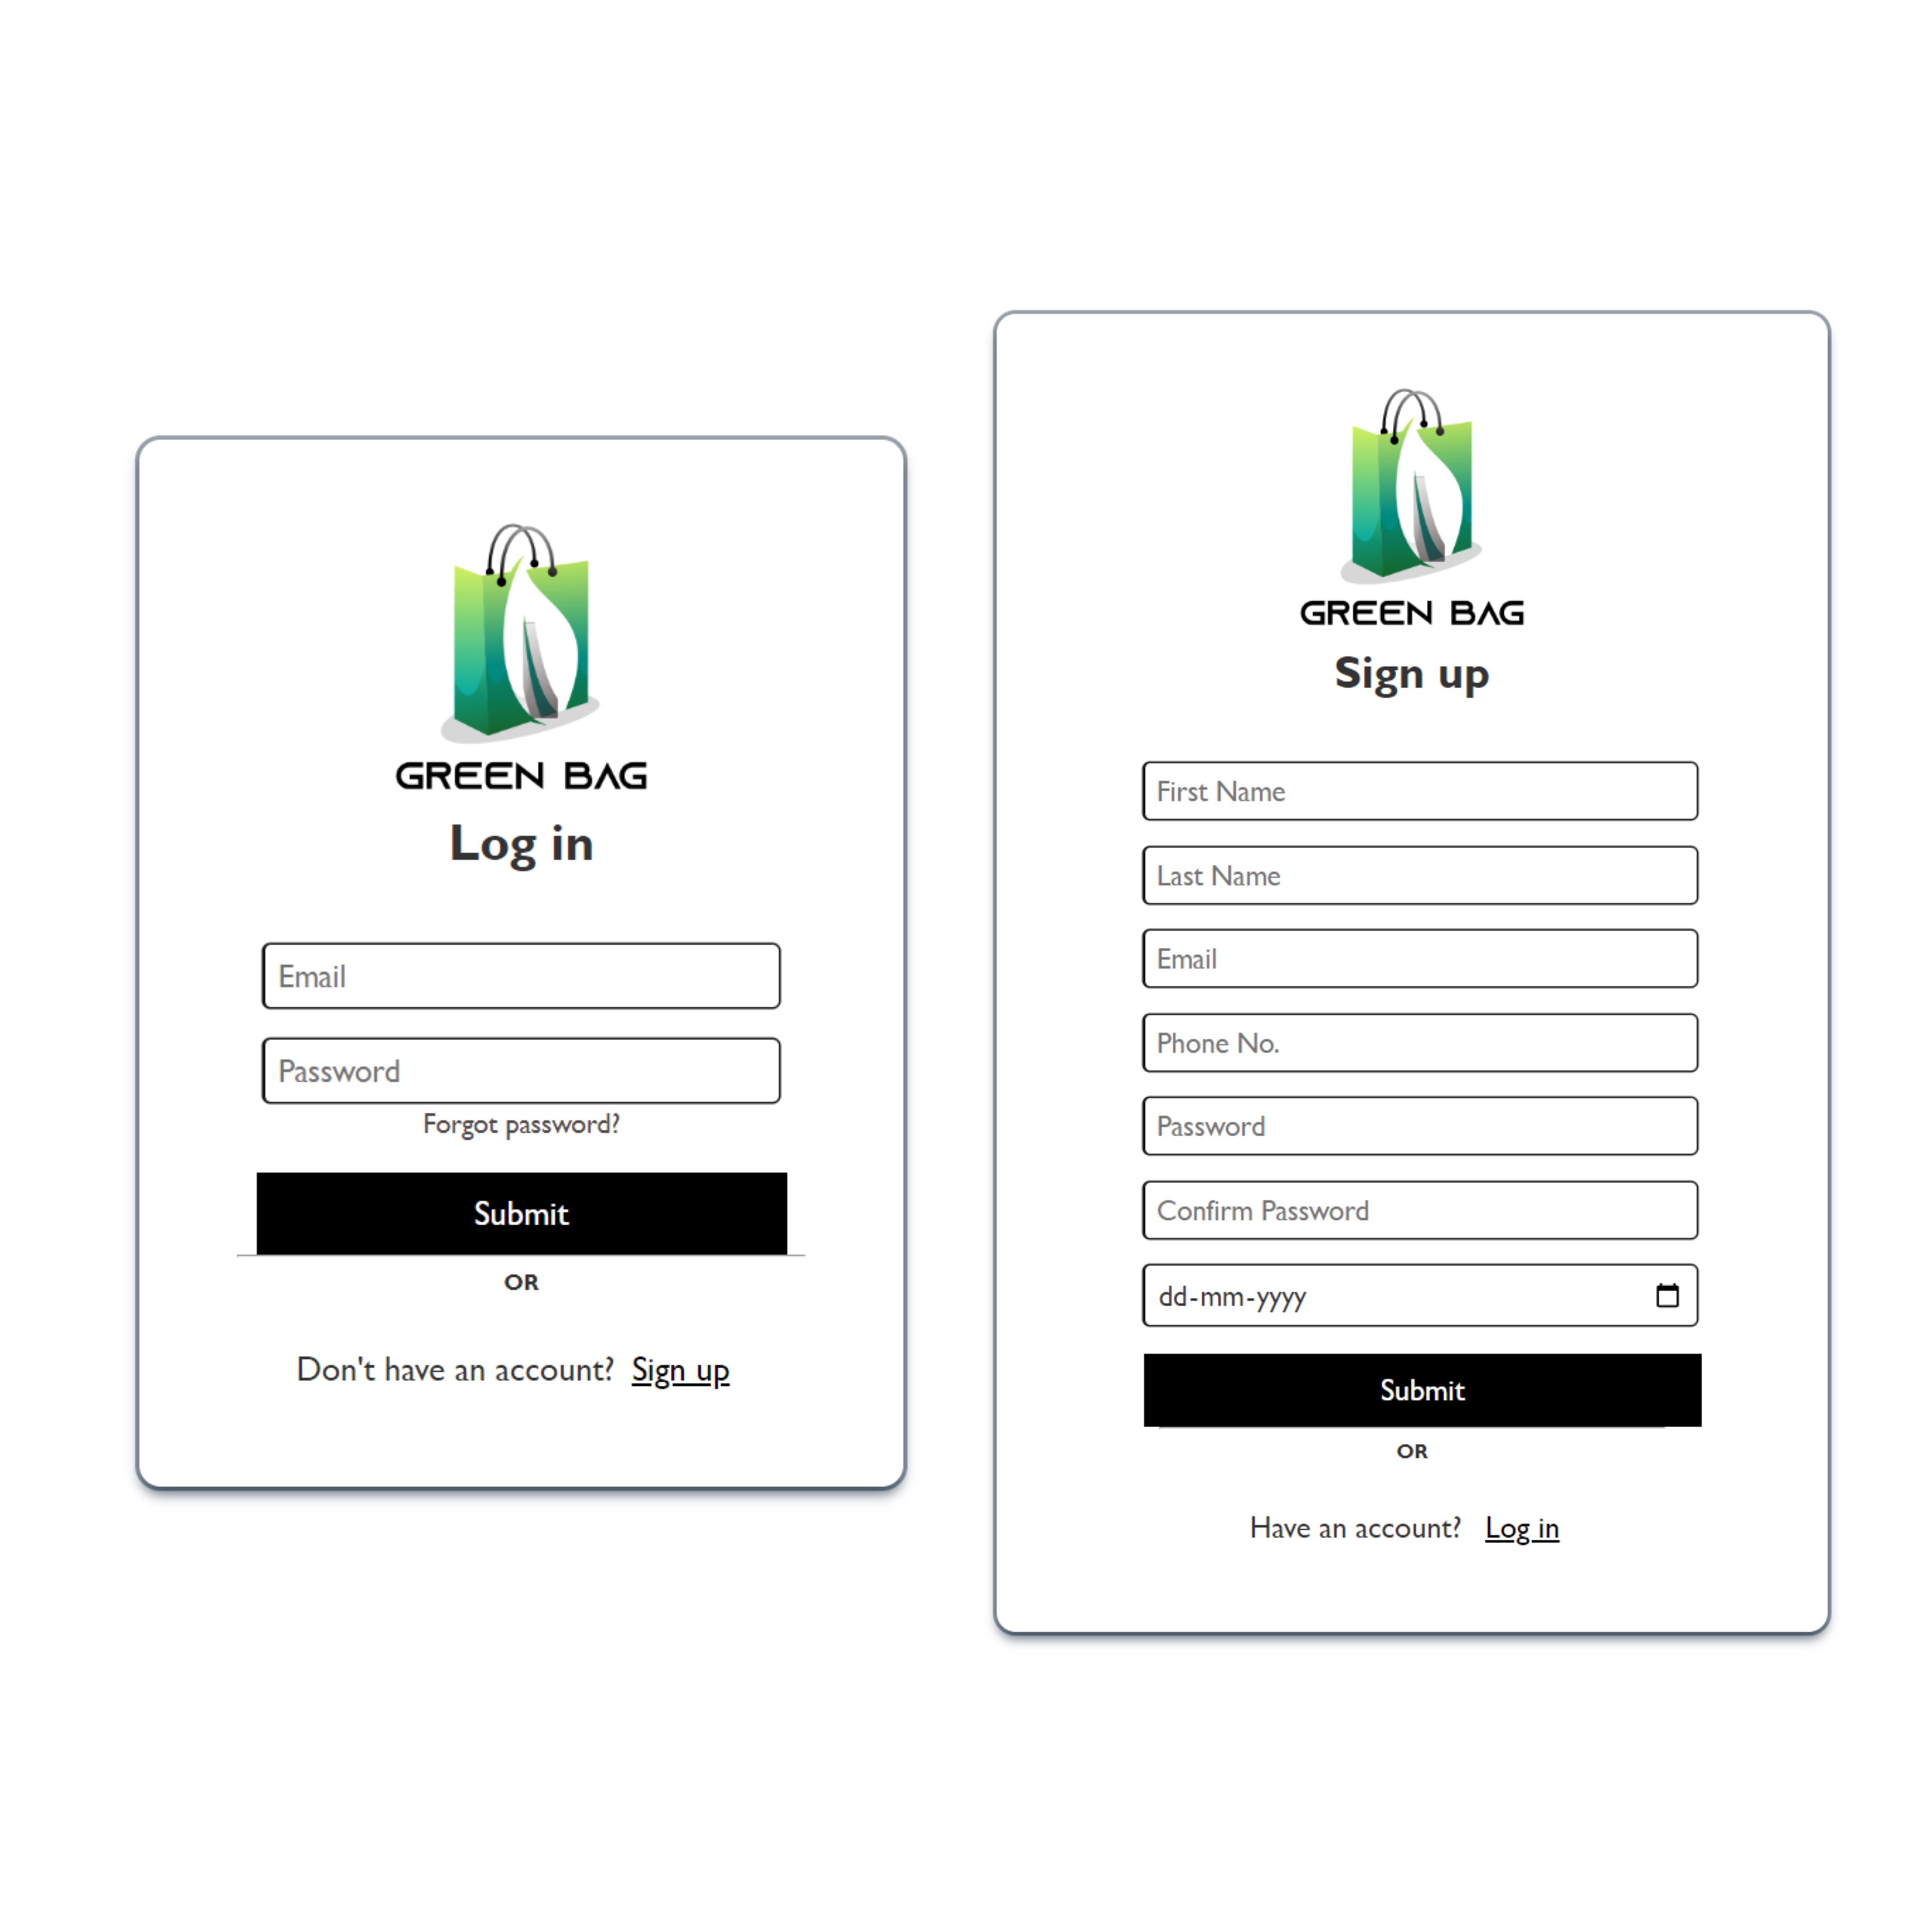 GREEN BAG
Log in
Email
Password
Forgot password?
Submit
OR
Don't have an account? Sign up
GREEN BAG
Sign up
First Name
Last Name
Email
Phone No.
Password
Confirm Password
dd-mm-yyyy
Submit
OR
Have an account? Log in